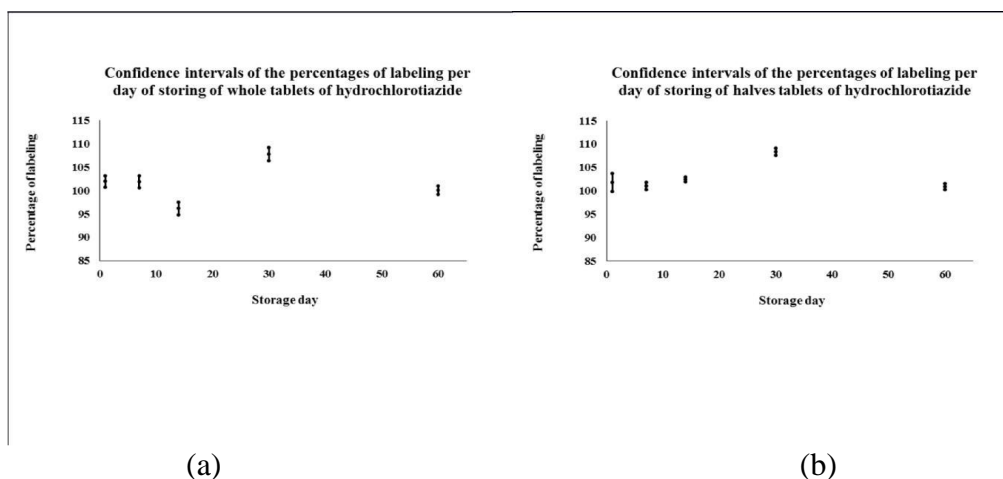 Confidence intervals of the percentages of labeling per
day of storing of whole tablets of hydrochlorotiazide
Percentage of labeling
115
110
105
100
95
90
85
0 10 20 30 40 50 60
Storage day
(a)
Confidence intervals of the percentages of labeling per
day of storing of halves tablets of hydrochlorotiazide
Percentage of labeling
115
110
105
100
95
90
85
0 10 20 30 40 50 60
Storage day
(b)